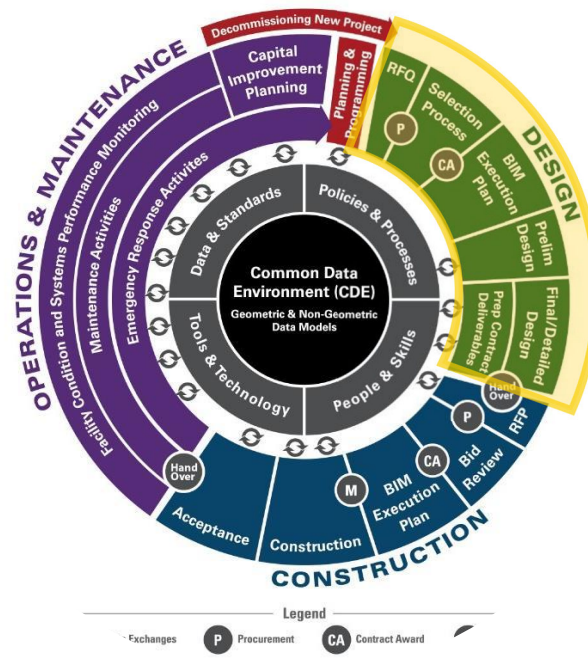 Decommissioning New Project
OPERATIONS & MAINTENANCE
Facility Condition and Systems Performance Monitoring
Maintenance Activities
Emergency Response Activites
Capital
Improvement
Planning
Planning &
Programming
RFQ
P
Selection
Process
CA
BIM
Execution
Plan
DESIGN
Prelim
Design
Final/Detailed
Design
Prep Contract
Deliverables
Hand
Over
RFP
P
Bid
Review
CA
BIM
Execution
Plan
M
Construction
CONSTRUCTION
Acceptance
Hand
Over
Data & Standards
Policies & Processes
Tools & Technology
People & Skills
Common Data
Environment (CDE)
Geometric & Non-Geometric
Data Models
Legend
Exchanges
P Procurement
CA Contract Award